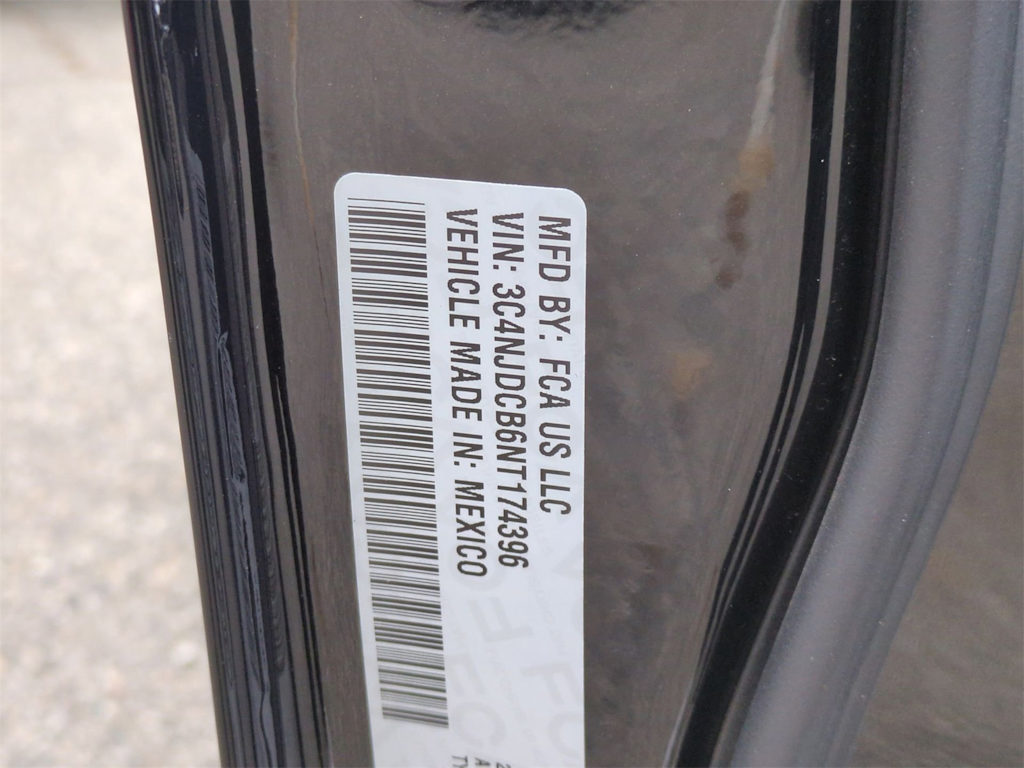 MFD BY: FCA US LLC
VIN: 3C4NJDCB6NT174396
VEHICLE MADE IN: MEXICO